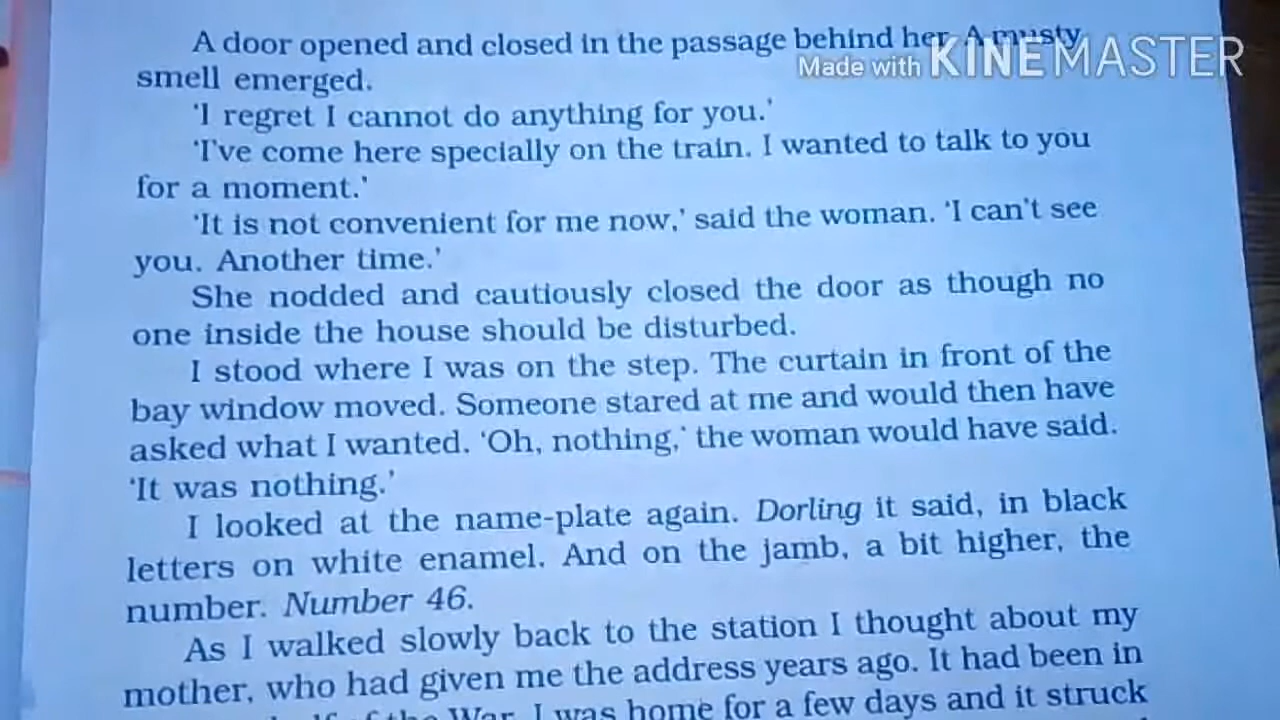 A door opened and closed in the passage behind her. A musty
Made with KINEMASTER
smell emerged.
'I regret I cannot do anything for you.'
'I've come here specially on the train. I wanted to talk to you
for a moment.'
'It is not convenient for me now,' said the woman. 'I can't see
you. Another time.'
She nodded and cautiously closed the door as though no
one inside the house should be disturbed.
I stood where I was on the step. The curtain in front of the
bay window moved. Someone stared at me and would then have
asked what I wanted. 'Oh, nothing,' the woman would have said.
'It was nothing.'
I looked at the name-plate again. Dorling it said, in black
letters on white enamel. And on the jamb, a bit higher, the
number. Number 46.
As I walked slowly back to the station I thought about my
mother, who had given me the address years ago. It had been in
of the War. I was home for a few days and it struck